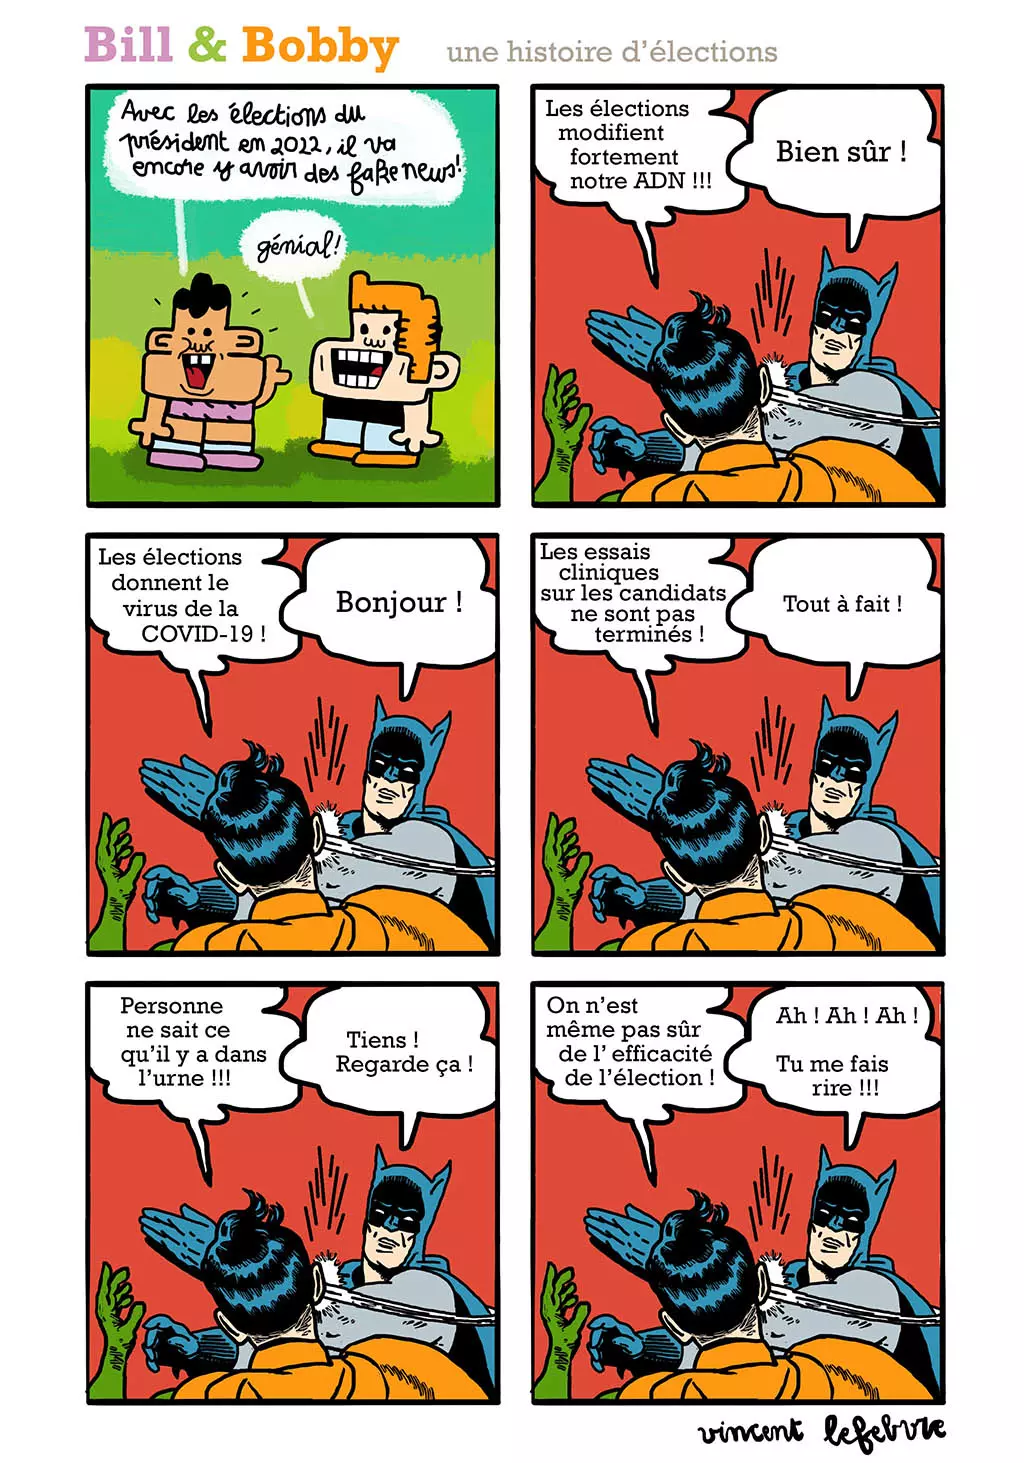 Bill & Bobby une histoire d'élections
Avec les élections du
président en 2022, il va
encore y avoir des fake news!
génial!
Les élections
modifient
fortement
notre ADN !!!
Bien sûr !
Les élections
donnent le
virus de la
COVID-19 !
Bonjour !
Les essais
cliniques
sur les candidats
ne sont pas
terminés !
Tout à fait !
Personne
ne sait ce
qu'il y a dans
l'urne !!!
Tiens !
Regarde ça !
On n'est
même pas sûr
de l' efficacité
de l'élection !
Ah ! Ah ! Ah !
Tu me fais
rire !!!
vincent lefebvre